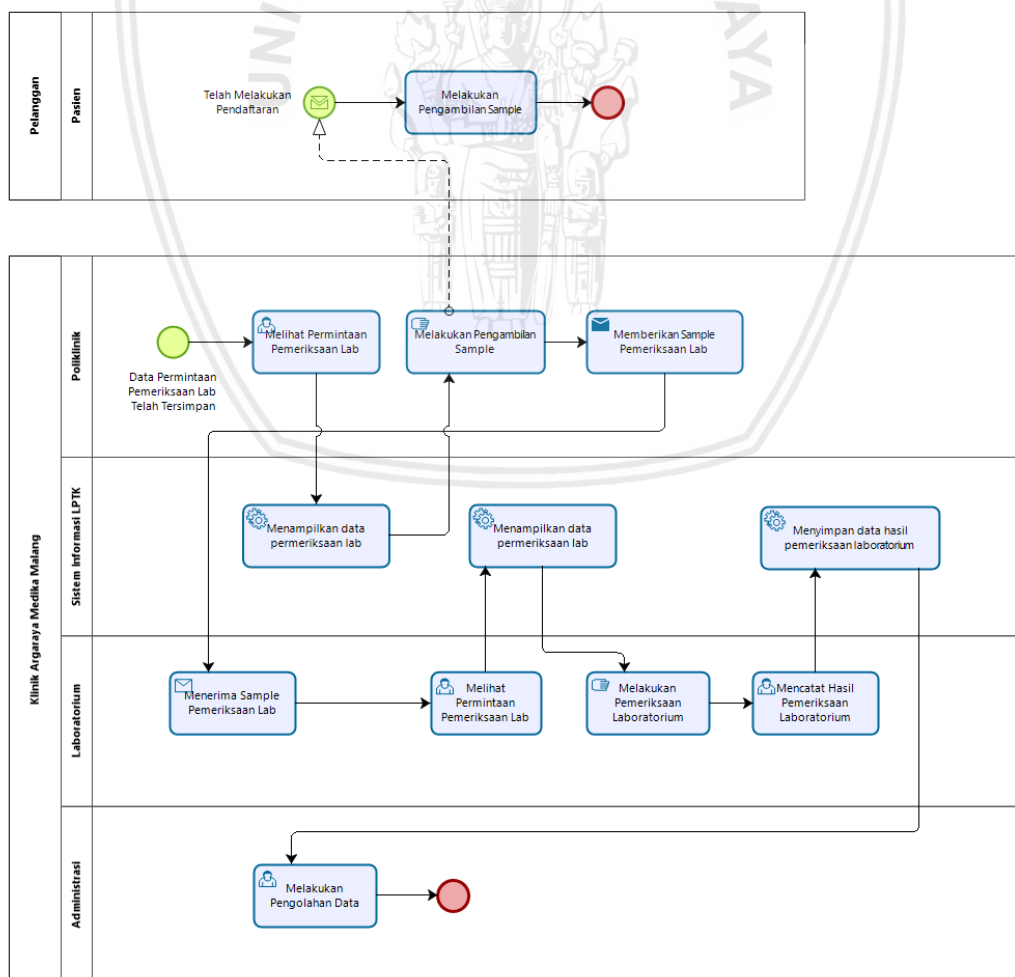 Pelanggan
Pasien
Telah Melakukan
Pendaftaran
Melakukan
Pengambilan Sample
NU
AYA
Klinik Argaraya Medika Malang
Poliklinik
Data Permintaan
Pemeriksaan Lab
Telah Tersimpan
Melihat Permintaan
Pemeriksaan Lab
Melakukan Pengambilan
Sample
Memberikan Sample
Pemeriksaan Lab
Sistem Informasi LPTK
Menampilkan data
permeriksaan lab
Menampilkan data
permeriksaan lab
Menyimpan data hasil
pemeriksaan laboratorium
Laboratorium
Menerima Sample
Pemeriksaan Lab
Melihat
Permintaan
Pemeriksaan Lab
Melakukan
Pemeriksaan
Laboratorium
Mencatat Hasil
Pemeriksaan
Laboratorium
Administrasi
Melakukan
Pengolahan Data